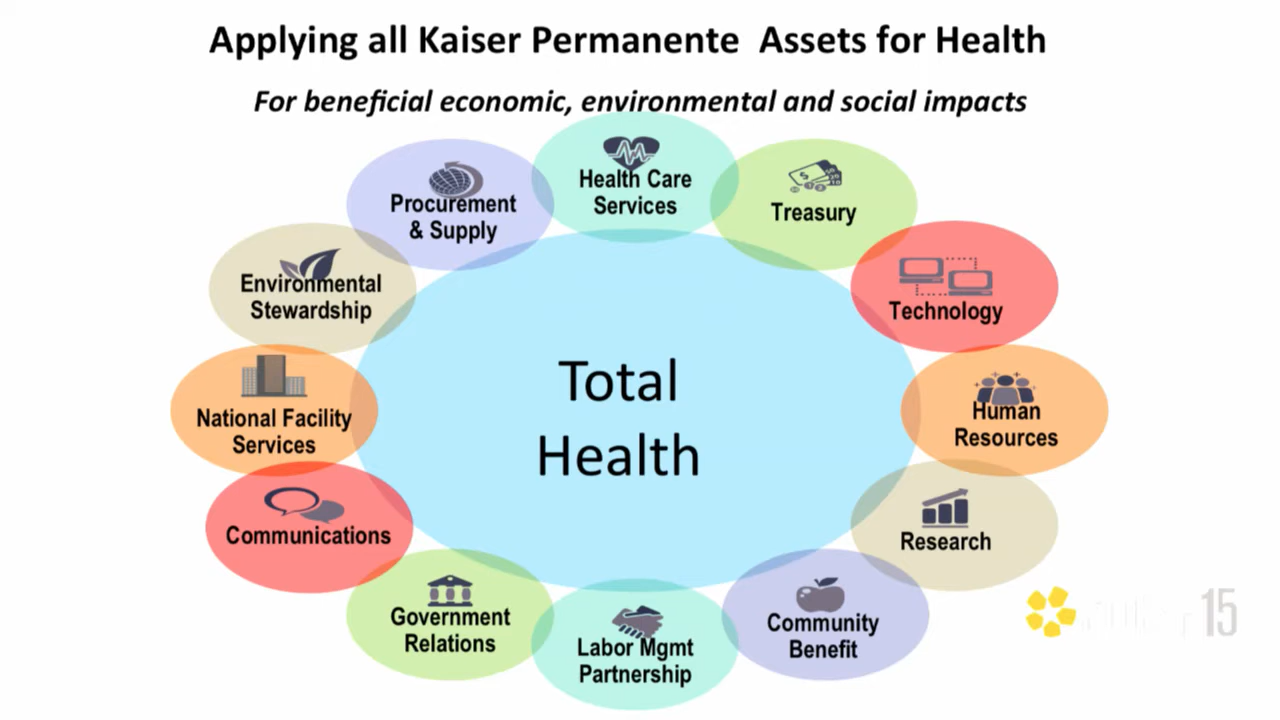 Applying all Kaiser Permanente Assets for Health
For beneficial economic, environmental and social impacts
Health Care
Services
Treasury
Technology
Human
Resources
Research
Community
Benefit
Labor Mgmt
Partnership
Government
Relations
Communications
National Facility
Services
Environmental
Stewardship
Procurement
& Supply
Total
Health
15